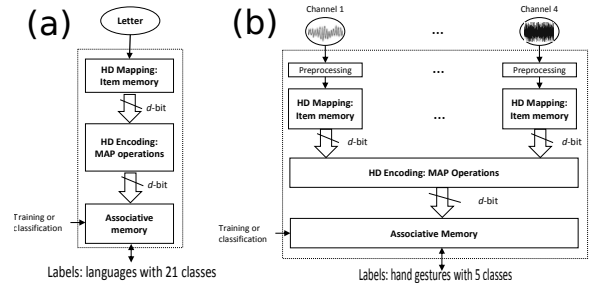 (a)
Letter
HD Mapping:
Item memory
d-bit
HD Encoding:
MAP operations
d-bit
Training or
classification
Associative
memory
Labels: languages with 21 classes
(b)
Channel 1
...
Channel 4
Preprocessing
...
Preprocessing
HD Mapping:
Item memory
...
HD Mapping:
Item memory
d-bit
d-bit
HD Encoding: MAP Operations
d-bit
Training or
classification
Associative Memory
Labels: hand gestures with 5 classes